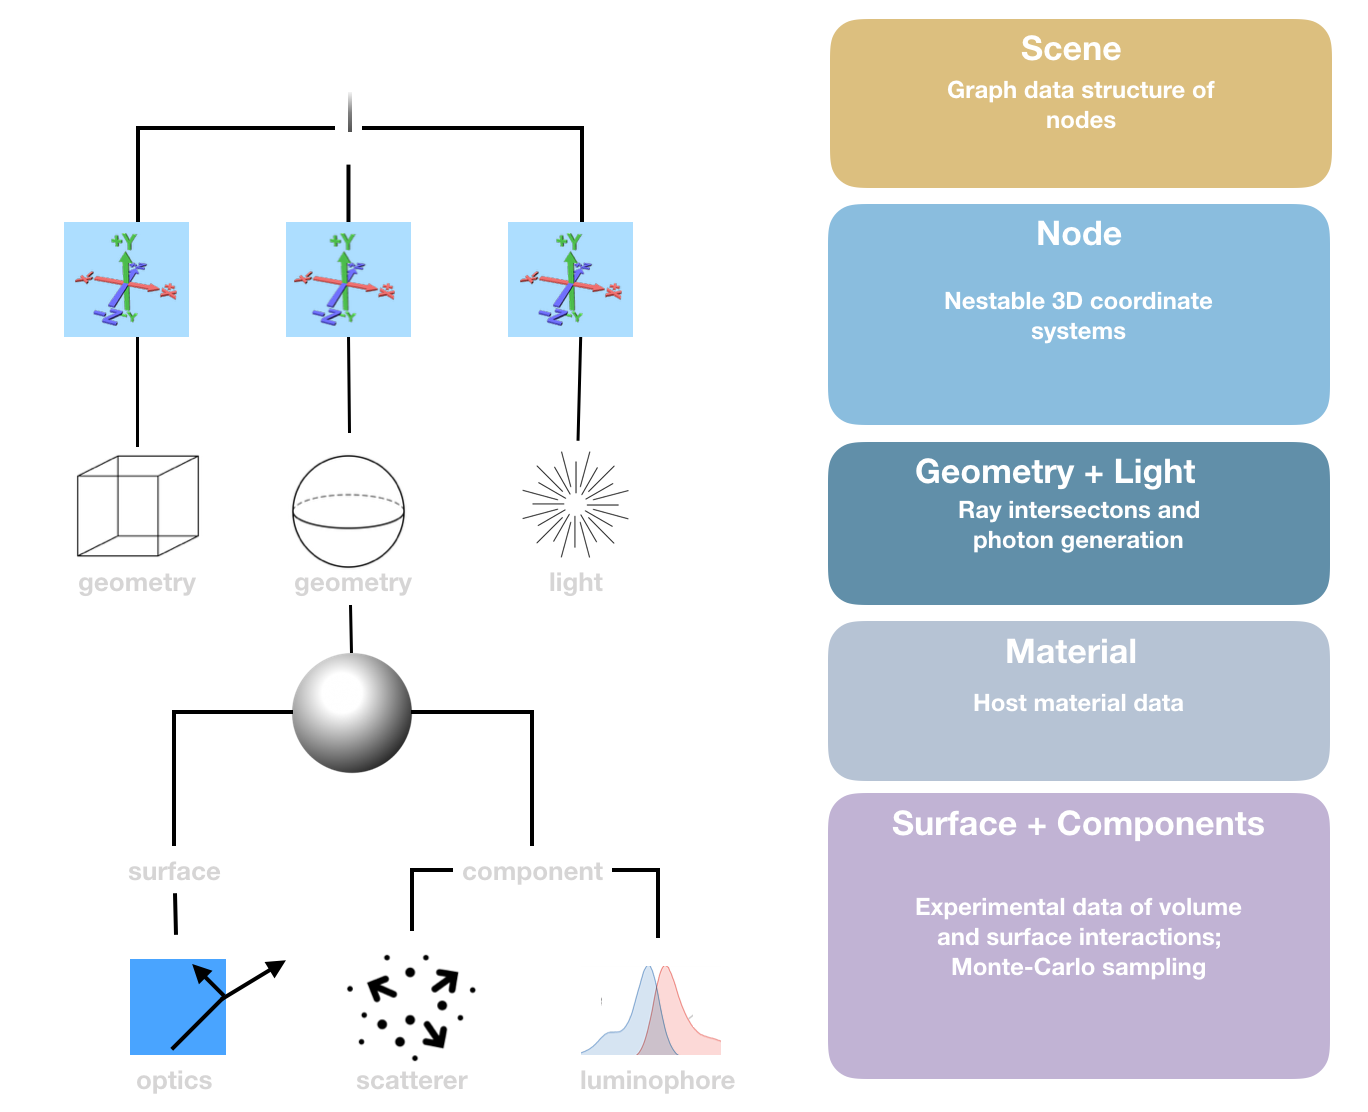 Scene
Graph data structure of
nodes
+Y
-X
-Z
+X
-Z
-Y
+Y
-X
-Z
+X
-Z
-Y
+Y
-X
-Z
+X
-Z
-Y
Node
Nestable 3D coordinate
systems
geometry
geometry
light
Geometry + Light
Ray intersectons and
photon generation
Material
Host material data
surface
component
optics
scatterer
luminophore
Surface + Components
Experimental data of volume
and surface interactions;
Monte-Carlo sampling